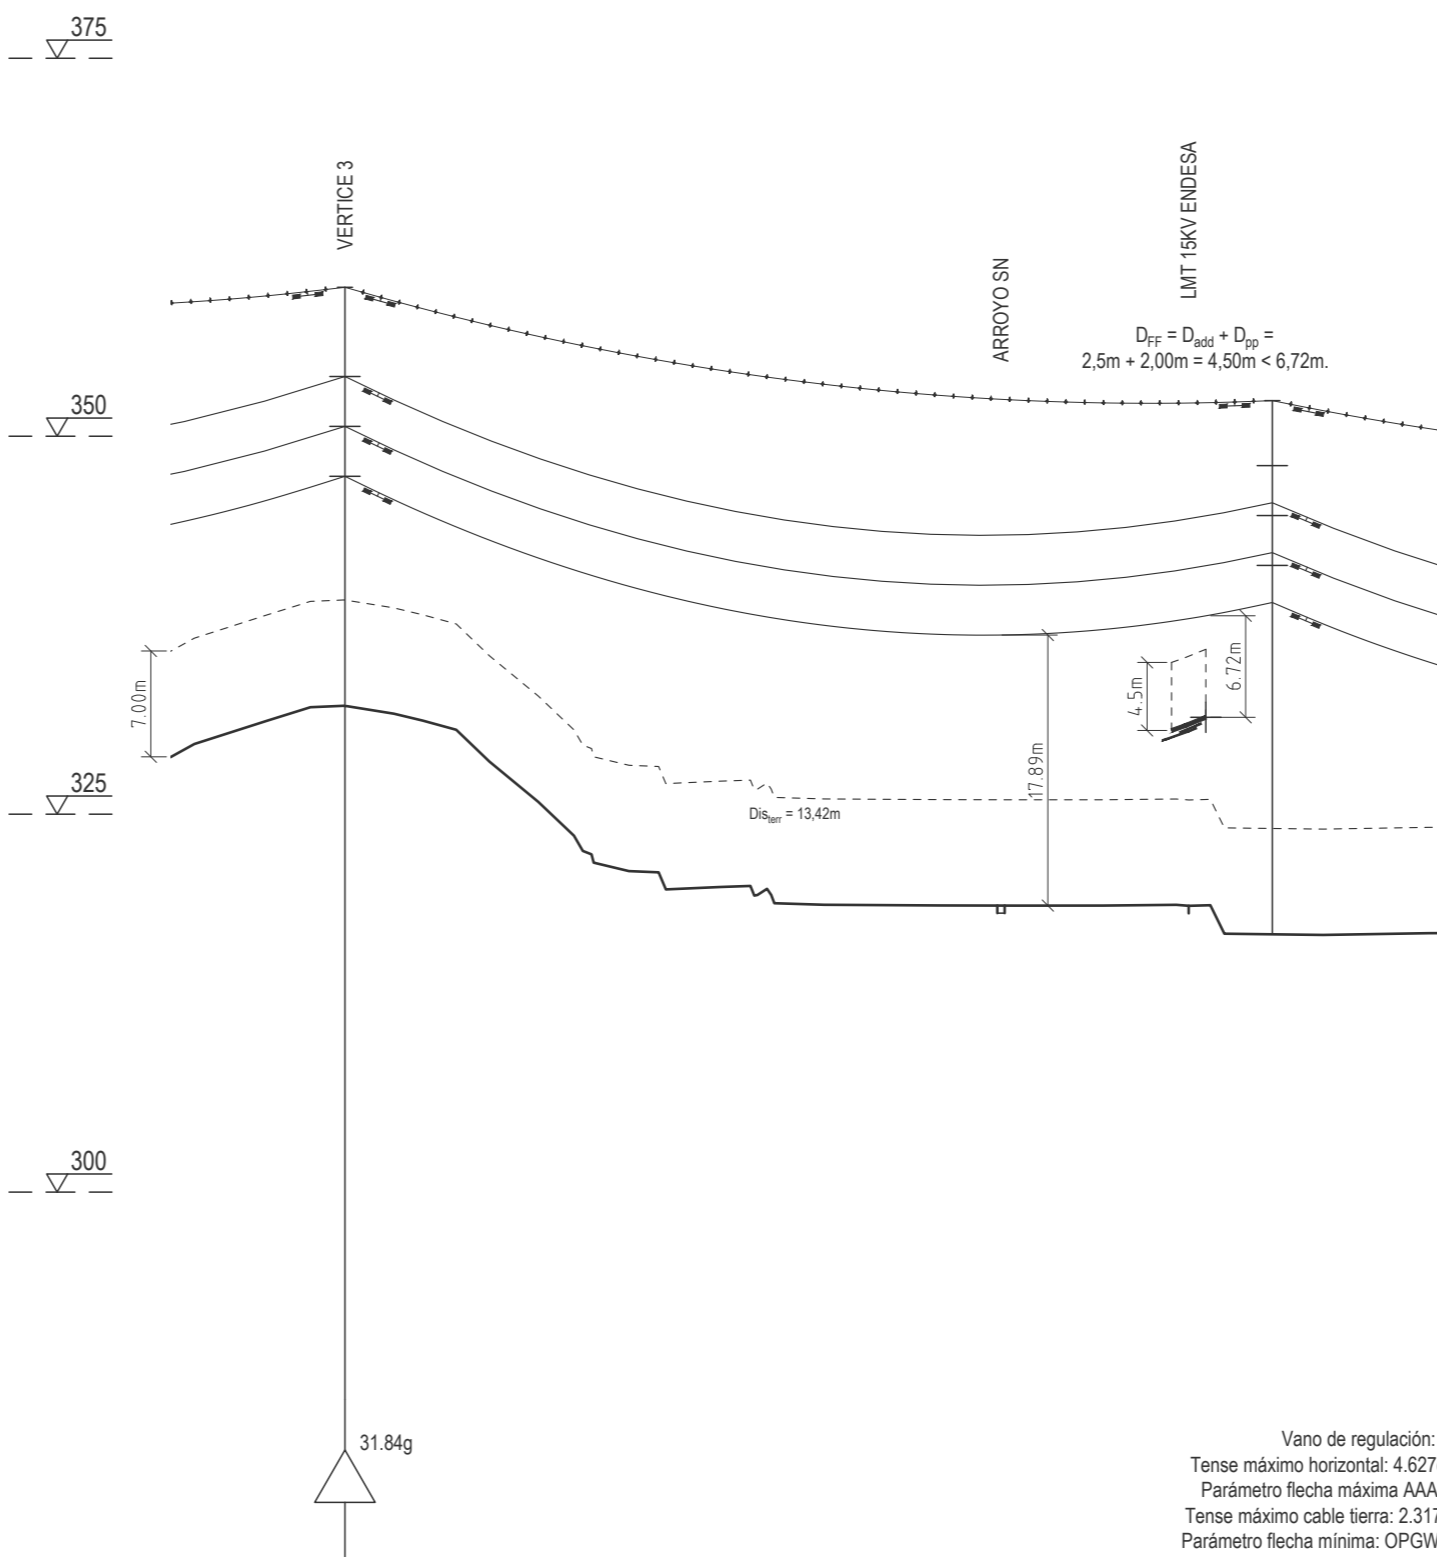 375
VERTICE 3
LMT 15KV ENDESA
ARROYO SN
D_FF = D_add + D_pp =
2,5m + 2,00m = 4,50m < 6,72m.
350
7.00m
4.5m
6.72m
17.89m
325
Dis_terr = 13,42m
300
31.84g
Vano de regulación:
Tense máximo horizontal: 4.627
Parámetro flecha máxima AAA
Tense máximo cable tierra: 2.317
Parámetro flecha mínima: OPGW